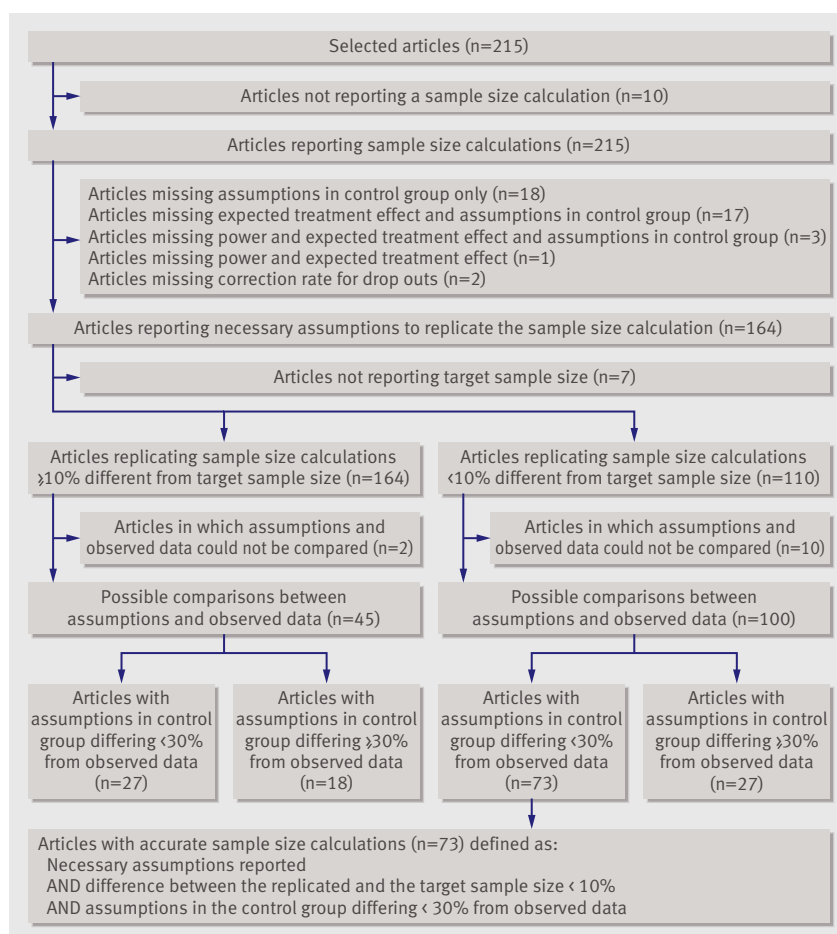 Selected articles (n=215)
Articles not reporting a sample size calculation (n=10)
Articles reporting sample size calculations (n=215)
Articles missing assumptions in control group only (n=18)
Articles missing expected treatment effect and assumptions in control group (n=17)
Articles missing power and expected treatment effect and assumptions in control group (n=3)
Articles missing power and expected treatment effect (n=1)
Articles missing correction rate for drop outs (n=2)
Articles reporting necessary assumptions to replicate the sample size calculation (n=164)
Articles not reporting target sample size (n=7)
Articles replicating sample size calculations
≥10% different from target sample size (n=164)
Articles replicating sample size calculations
<10% different from target sample size (n=110)
Articles in which assumptions and
observed data could not be compared (n=2)
Articles in which assumptions and
observed data could not be compared (n=10)
Possible comparisons between
assumptions and observed data (n=45)
Possible comparisons between
assumptions and observed data (n=100)
Articles with
assumptions in control
group differing <30%
from observed data
(n=27)
Articles with
assumptions in control
group differing ≥30%
from observed data
(n=18)
Articles with
assumptions in control
group differing <30%
from observed data
(n=73)
Articles with
assumptions in control
group differing ≥30%
from observed data
(n=27)
Articles with accurate sample size calculations (n=73) defined as:
Necessary assumptions reported
AND difference between the replicated and the target sample size < 10%
AND assumptions in the control group differing < 30% from observed data